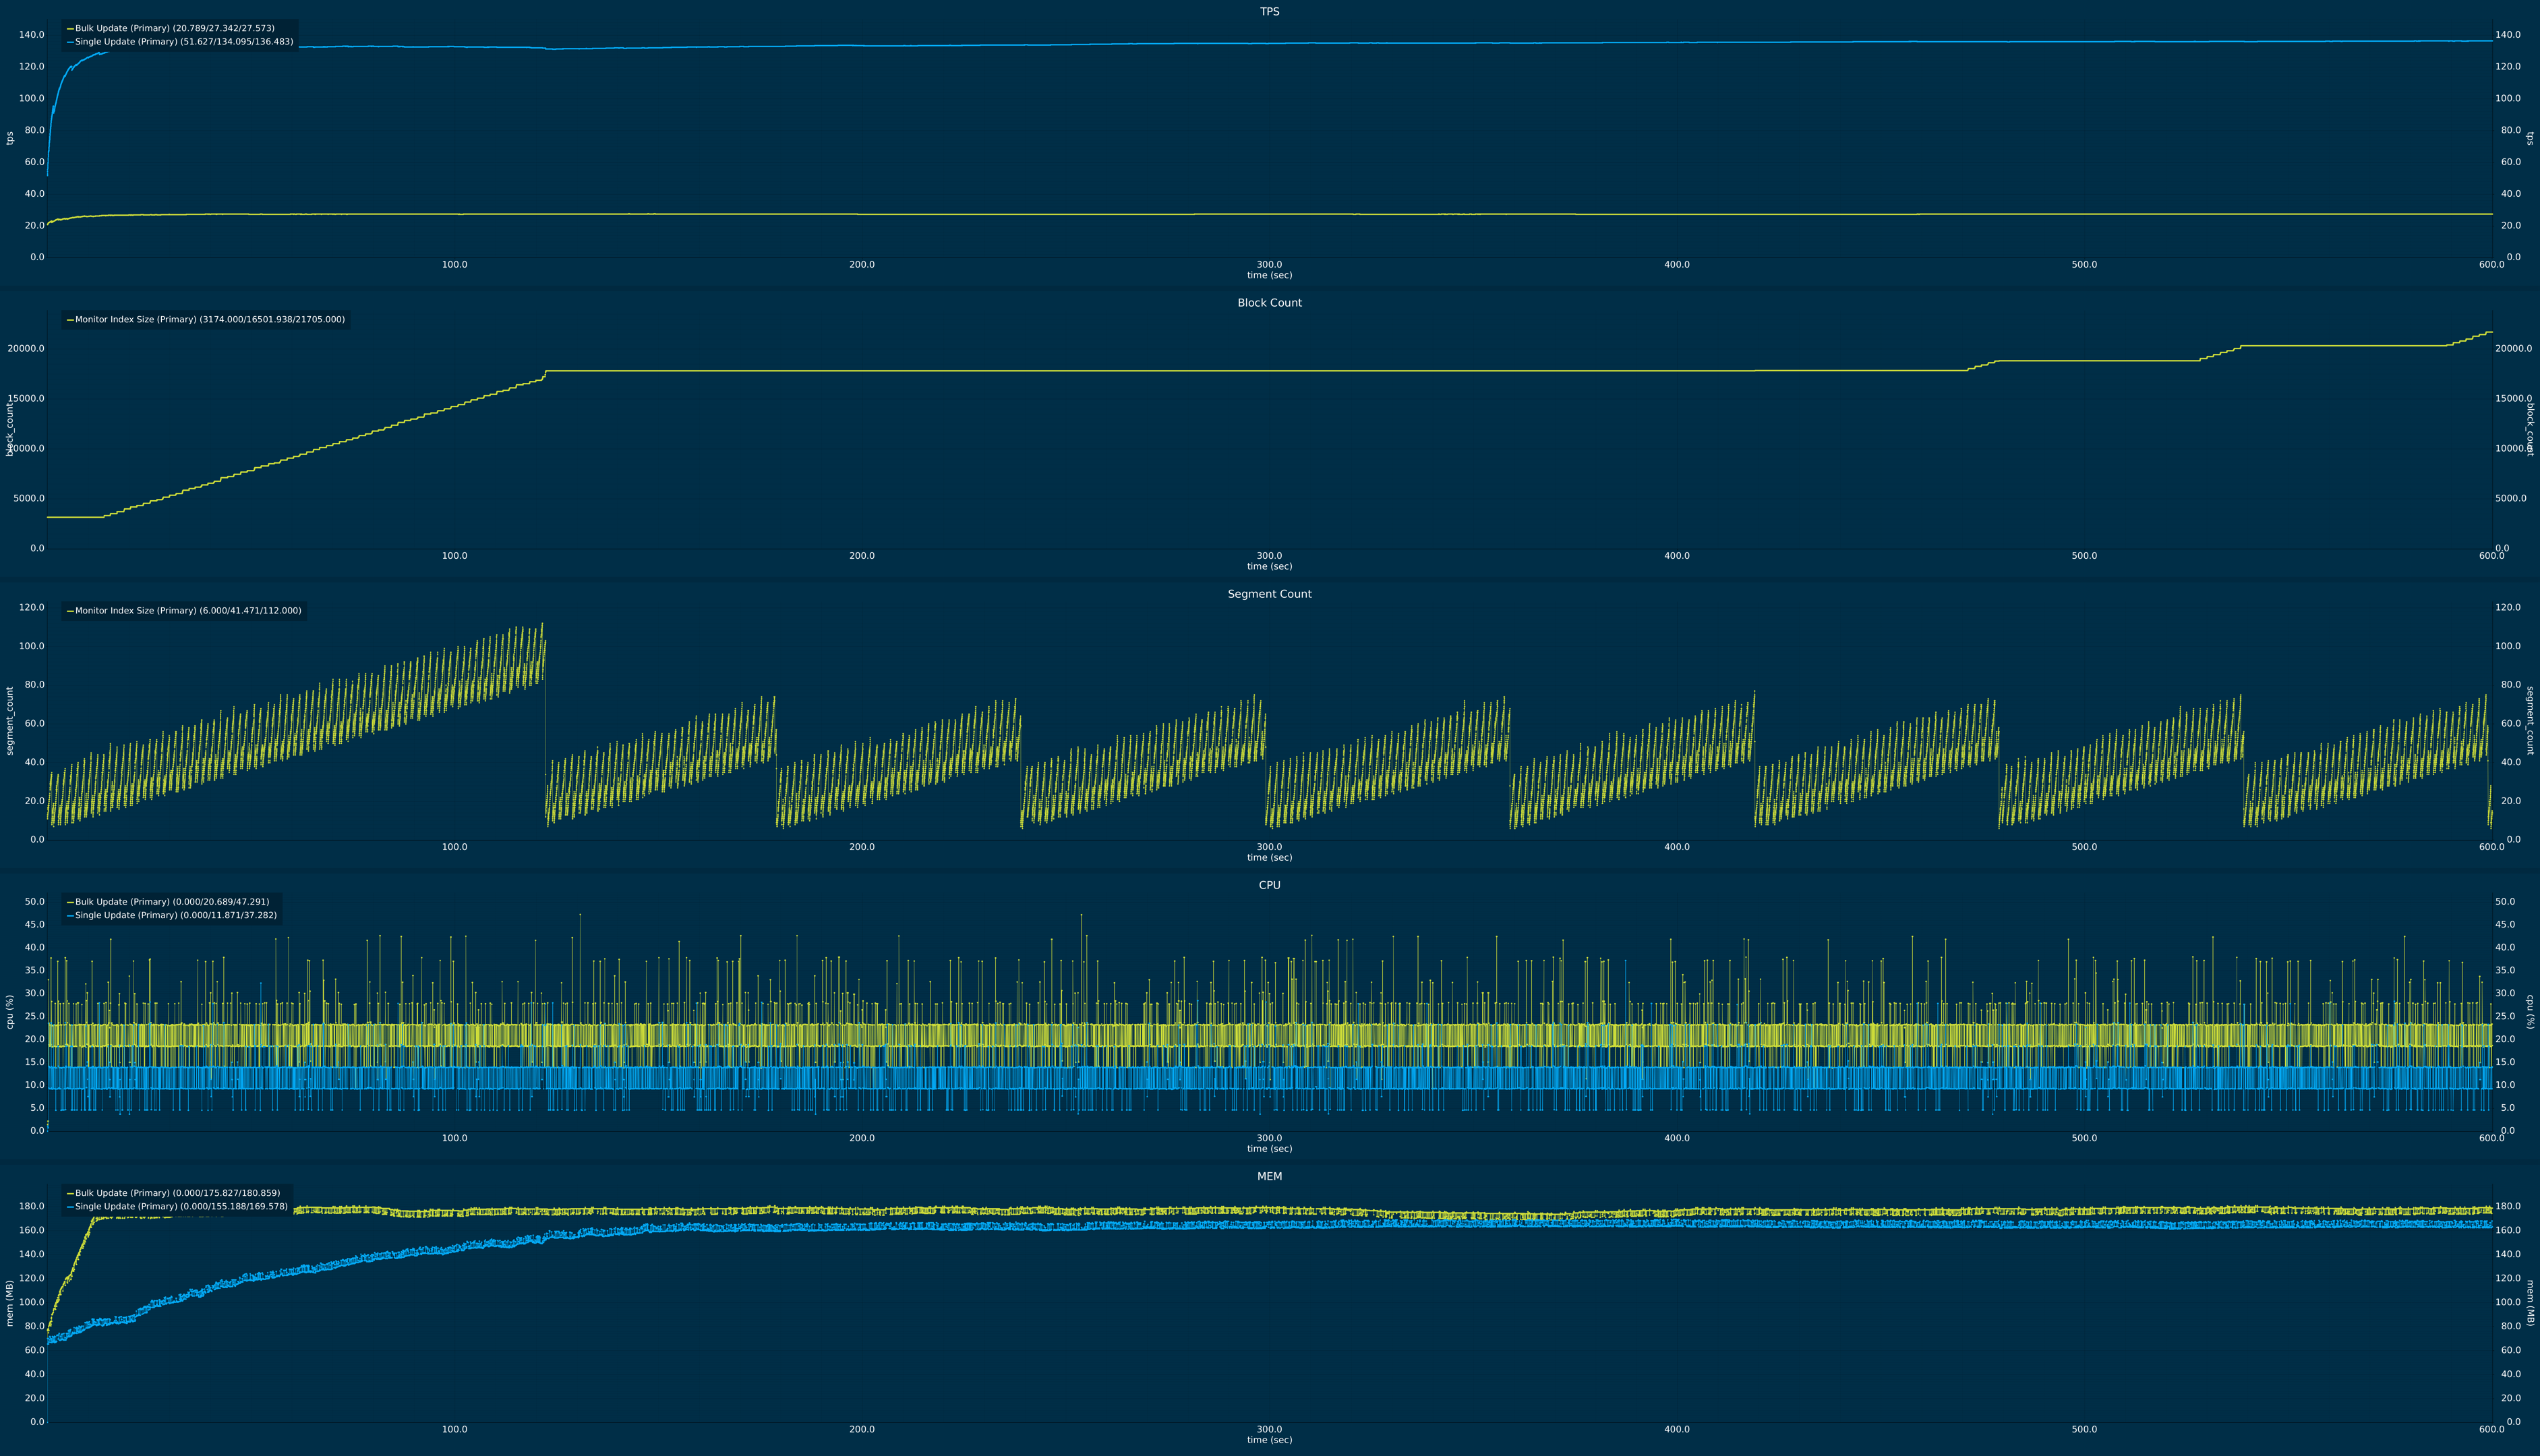 TPS
Bulk Update (Primary) (20.789/27.342/27.573)
Single Update (Primary) (51.627/134.095/136.483)
140.0 140.0
120.0 120.0
100.0 100.0
80.0 80.0
tps tps
60.0 60.0
40.0 40.0
20.0 20.0
0.0 0.0
100.0 200.0 300.0 400.0 500.0 600.0
time (sec)
Block Count
Monitor Index Size (Primary) (3174.000/16501.938/21705.000)
20000.0 20000.0
15000.0 15000.0
block_count block_count
10000.0 10000.0
5000.0 5000.0
0.0 0.0
100.0 200.0 300.0 400.0 500.0 600.0
time (sec)
Segment Count
Monitor Index Size (Primary) (6.000/41.471/112.000)
120.0 120.0
100.0 100.0
80.0 80.0
segment_count segment_count
60.0 60.0
40.0 40.0
20.0 20.0
0.0 0.0
100.0 200.0 300.0 400.0 500.0 600.0
time (sec)
CPU
Bulk Update (Primary) (0.000/20.689/47.291)
Single Update (Primary) (0.000/11.871/37.282)
50.0 50.0
45.0 45.0
40.0 40.0
35.0 35.0
30.0 30.0
cpu (%) cpu (%)
25.0 25.0
20.0 20.0
15.0 15.0
10.0 10.0
5.0 5.0
0.0 0.0
100.0 200.0 300.0 400.0 500.0 600.0
time (sec)
MEM
Bulk Update (Primary) (0.000/175.827/180.859)
Single Update (Primary) (0.000/155.188/169.578)
180.0 180.0
160.0 160.0
140.0 140.0
120.0 120.0
mem (MB) mem (MB)
100.0 100.0
80.0 80.0
60.0 60.0
40.0 40.0
20.0 20.0
0.0 0.0
100.0 200.0 300.0 400.0 500.0 600.0
time (sec)